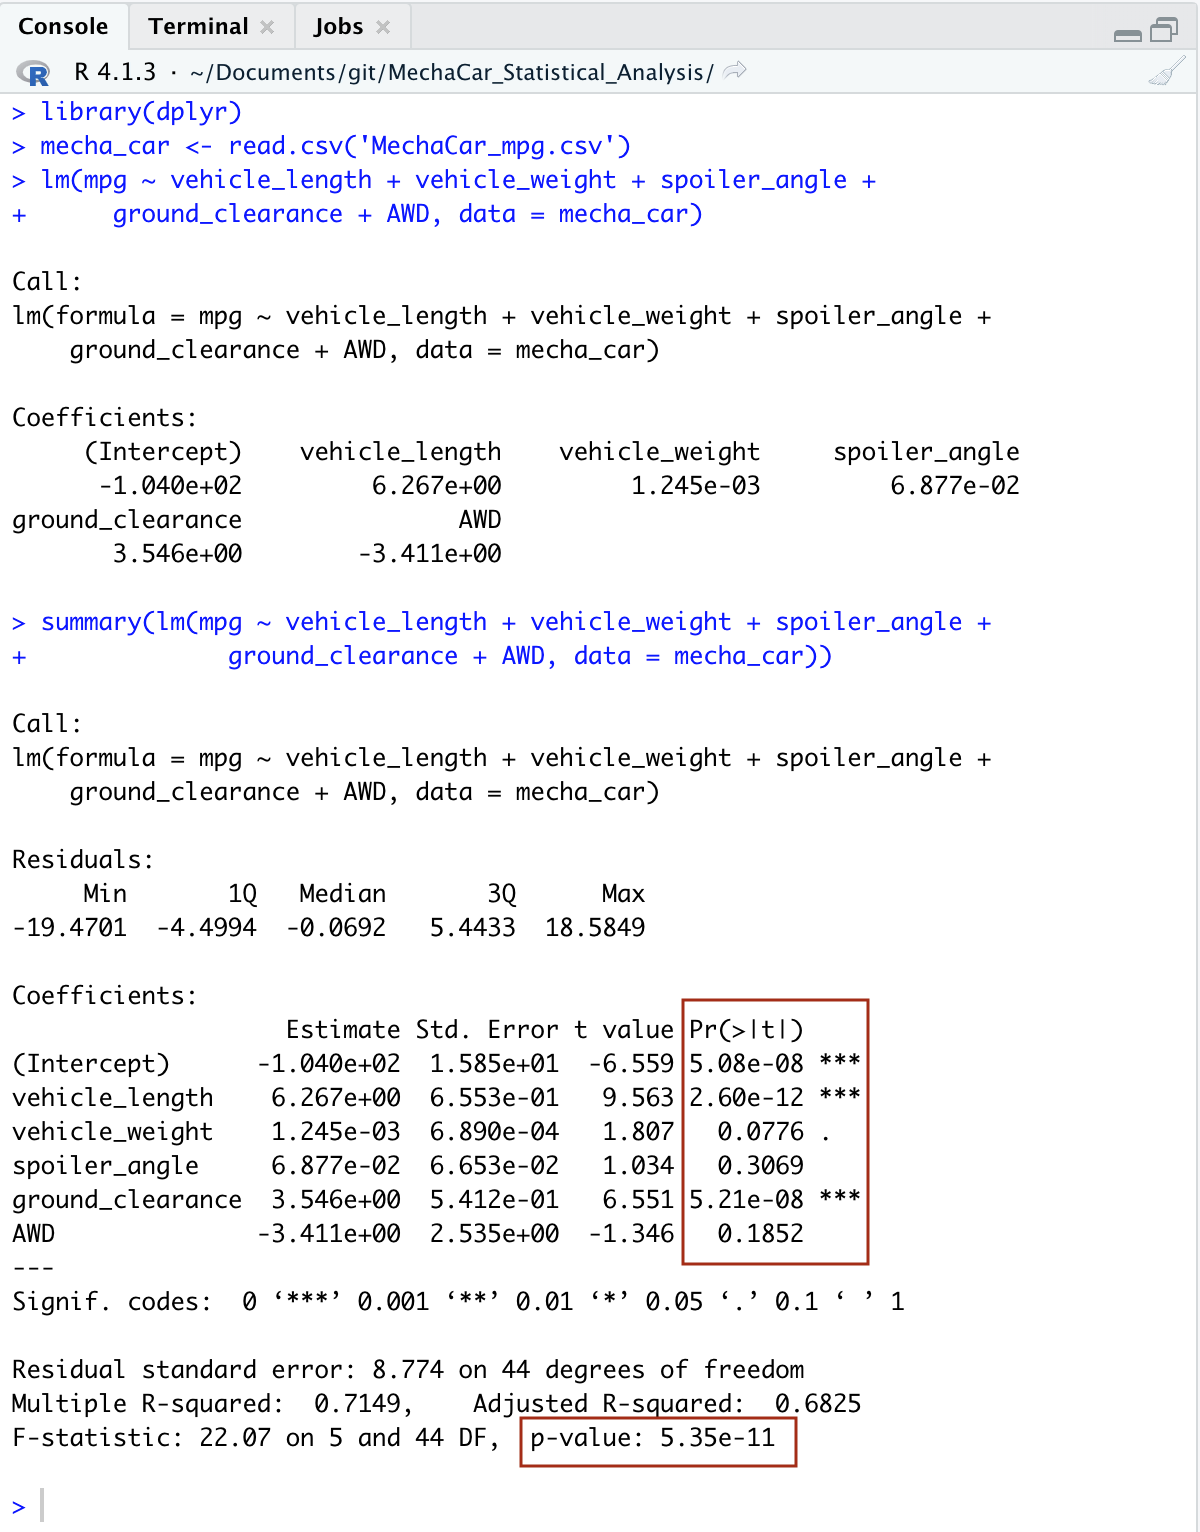 Console Terminal Jobs
R 4.1.3 · ~/Documents/git/MechaCar_Statistical_Analysis/
> library(dplyr)
> mecha_car <- read.csv('MechaCar_mpg.csv')
> lm(mpg ~ vehicle_length + vehicle_weight + spoiler_angle +
+      ground_clearance + AWD, data = mecha_car)

Call:
lm(formula = mpg ~ vehicle_length + vehicle_weight + spoiler_angle +
    ground_clearance + AWD, data = mecha_car)

Coefficients:
     (Intercept)    vehicle_length    vehicle_weight     spoiler_angle
      -1.040e+02         6.267e+00         1.245e-03         6.877e-02
ground_clearance               AWD
       3.546e+00        -3.411e+00

> summary(lm(mpg ~ vehicle_length + vehicle_weight + spoiler_angle +
+              ground_clearance + AWD, data = mecha_car))

Call:
lm(formula = mpg ~ vehicle_length + vehicle_weight + spoiler_angle +
    ground_clearance + AWD, data = mecha_car)

Residuals:
     Min       1Q   Median       3Q      Max
-19.4701  -4.4994  -0.0692   5.4433  18.5849

Coefficients:
                   Estimate Std. Error t value Pr(>|t|)
(Intercept)      -1.040e+02  1.585e+01  -6.559 5.08e-08 ***
vehicle_length    6.267e+00  6.553e-01   9.563 2.60e-12 ***
vehicle_weight    1.245e-03  6.890e-04   1.807   0.0776 .
spoiler_angle     6.877e-02  6.653e-02   1.034   0.3069
ground_clearance  3.546e+00  5.412e-01   6.551 5.21e-08 ***
AWD              -3.411e+00  2.535e+00  -1.346   0.1852
---
Signif. codes:  0 ‘***’ 0.001 ‘**’ 0.01 ‘*’ 0.05 ‘.’ 0.1 ‘ ’ 1

Residual standard error: 8.774 on 44 degrees of freedom
Multiple R-squared:  0.7149,    Adjusted R-squared:  0.6825
F-statistic: 22.07 on 5 and 44 DF,  p-value: 5.35e-11

>